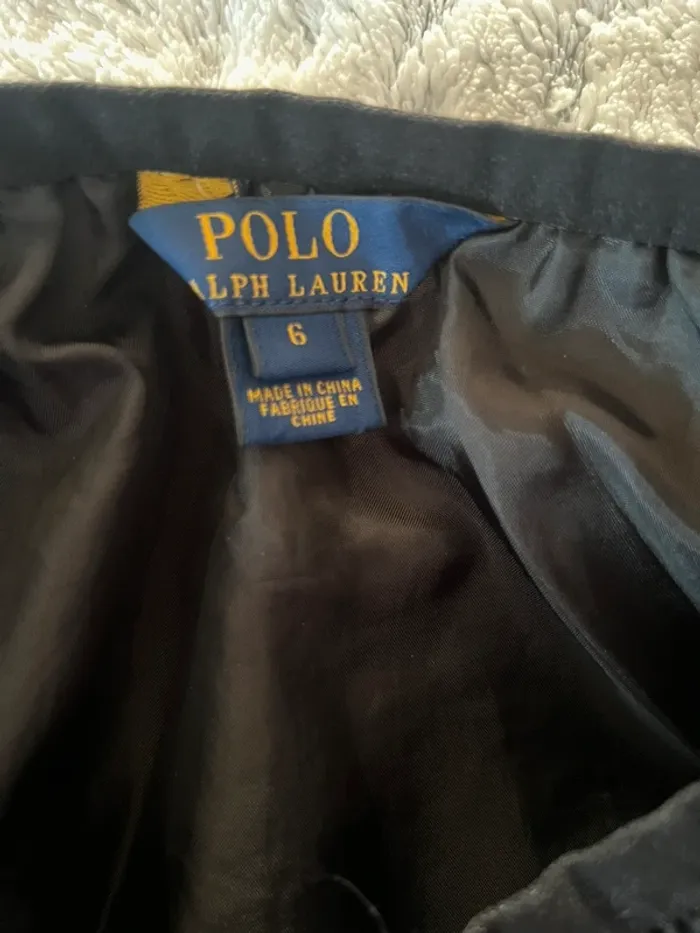 POLO
ALPH LAUREN
6
MADE IN CHINA
FABRIQUE EN
CHINE